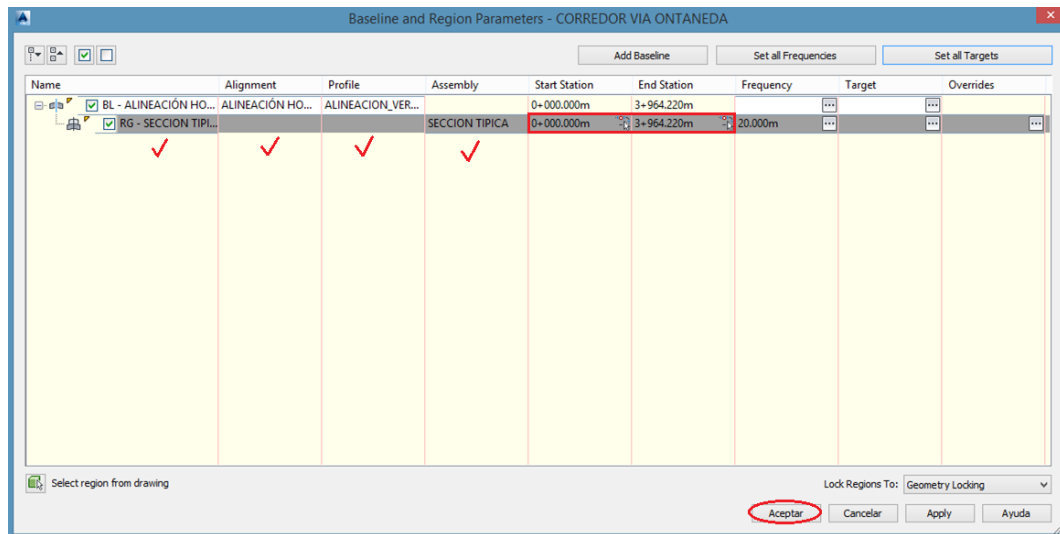 Baseline and Region Parameters - CORREDOR VIA ONTANEDA
Add Baseline Set all Frequencies Set all Targets
Name Alignment Profile Assembly Start Station End Station Frequency Target Overrides
BL - ALINEACIÓN HO... ALINEACIÓN HO... ALINEACION_VER... 0+000.000m 3+964.220m
RG - SECCION TIPI... SECCION TIPICA 0+000.000m 3+964.220m 20.000m
Select region from drawing Lock Regions To: Geometry Locking
Aceptar Cancelar Apply Ayuda